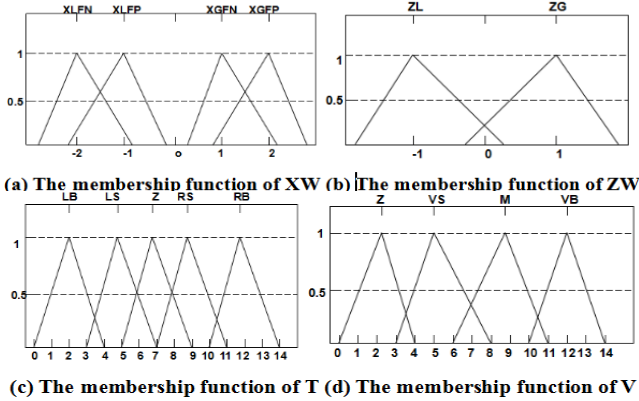 XLFN XLFP XGFN XGFP
1
0.5
-2 -1 o 1 2
ZL ZG
1
0.5
-1 0 1
(a) The membership function of XW (b) The membership function of ZW
LB LS Z RS RB
1
0.5
0 1 2 3 4 5 6 7 8 9 10 11 12 13 14
Z VS M VB
1
0.5
0 1 2 3 4 5 6 7 8 9 10 11 12 13 14
(c) The membership function of T (d) The membership function of V